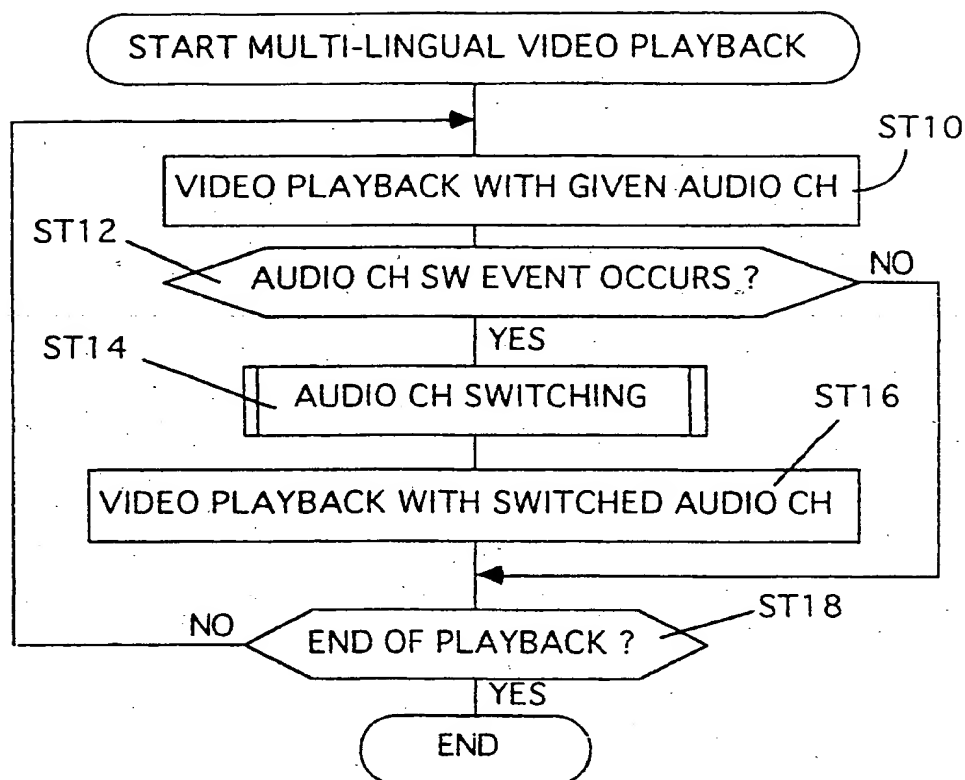 START MULTI-LINGUAL VIDEO PLAYBACK
ST10
VIDEO PLAYBACK WITH GIVEN AUDIO CH
ST12
AUDIO CH SW EVENT OCCURS ?
NO
YES
ST14
AUDIO CH SWITCHING
ST16
VIDEO PLAYBACK WITH SWITCHED AUDIO CH
ST18
NO
END OF PLAYBACK ?
YES
END